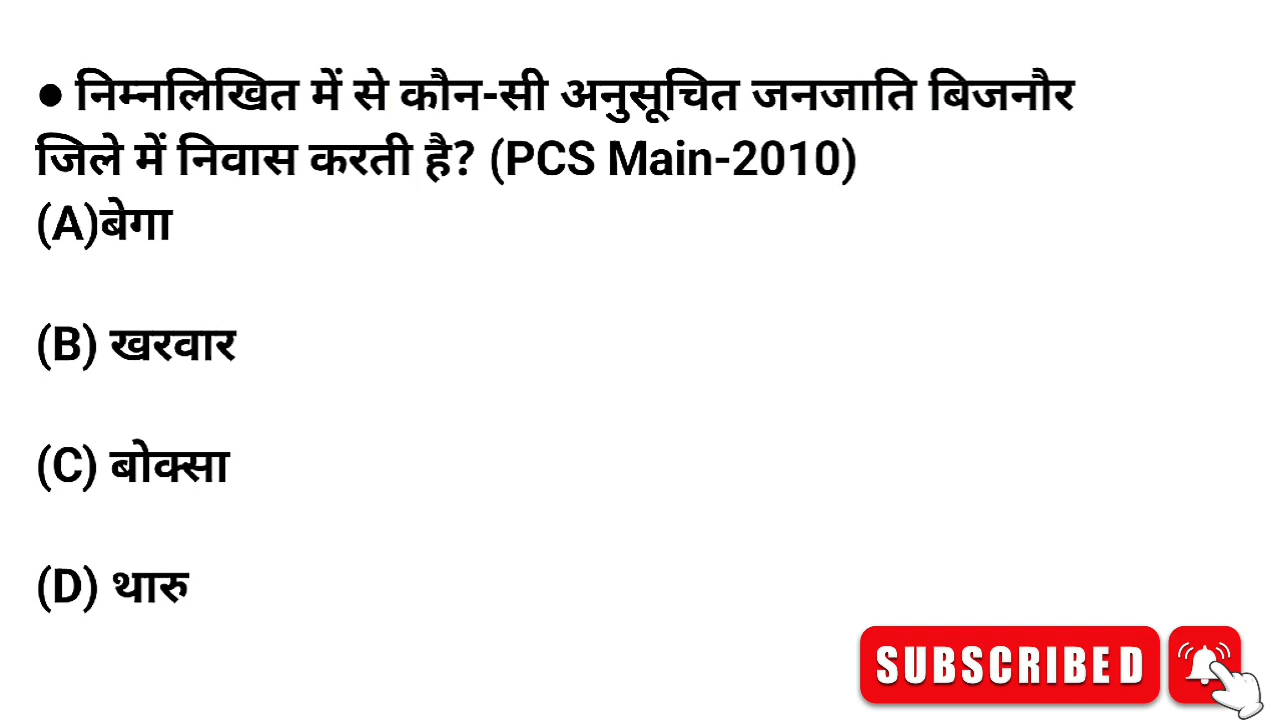 ● निम्नलिखित में से कौन-सी अनुसूचित जनजाति बिजनौर
जिले में निवास करती है? (PCS Main-2010)
(A)बेगा
(B) खरवार
(C) बोक्सा
(D) थारु
SUBSCRIBED